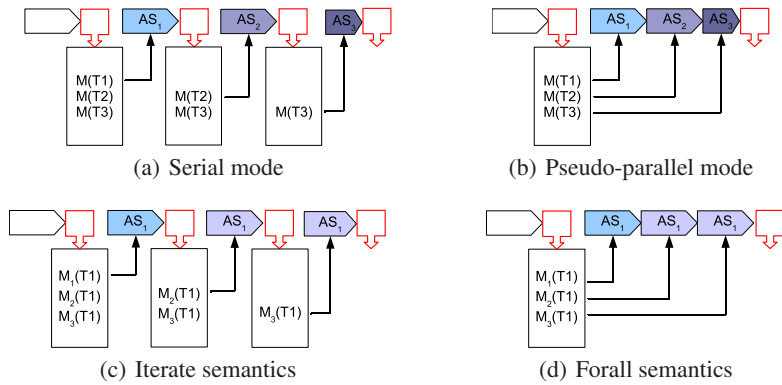 AS₁ AS₂ AS₃
M(T1)
M(T2) M(T2)
M(T3) M(T3) M(T3)
(a) Serial mode
AS₁ AS₂ AS₃
M(T1)
M(T2)
M(T3)
(b) Pseudo-parallel mode
AS₁ AS₁ AS₁
M₁(T1)
M₂(T1) M₂(T1)
M₃(T1) M₃(T1) M₃(T1)
(c) Iterate semantics
AS₁ AS₁ AS₁
M₁(T1)
M₂(T1)
M₃(T1)
(d) Forall semantics